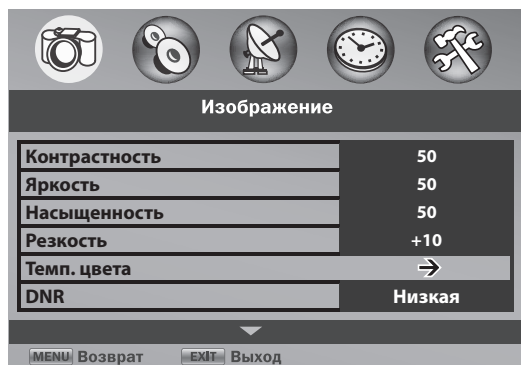 Изображение
Контрастность 50
Яркость 50
Насыщенность 50
Резкость +10
Темп. цвета
DNR Низкая
MENU Возврат EXIT Выход